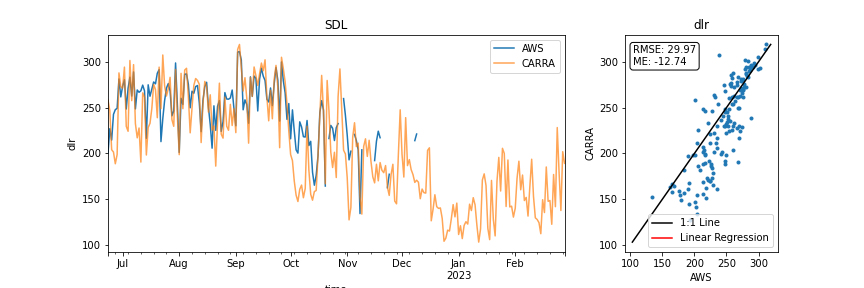 SDL
dlr
AWS
CARRA
dlr
300
250
200
150
100
Jul
Aug
Sep
Oct
Nov
Dec
Jan
2023
Feb
time
RMSE: 29.97
ME: -12.74
CARRA
300
250
200
150
100
1:1 Line
Linear Regression
100
150
200
250
300
AWS